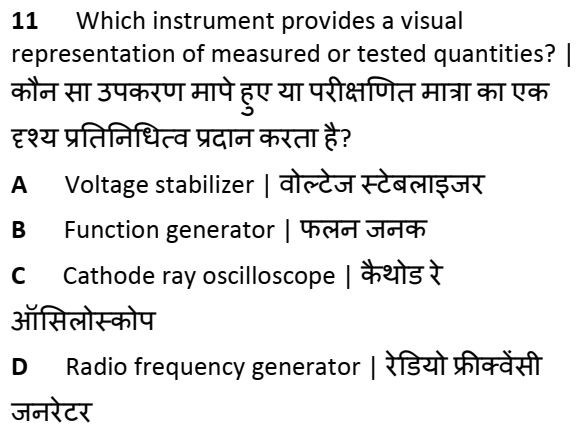 11 Which instrument provides a visual
representation of measured or tested quantities? |
कौन सा उपकरण मापे हुए या परीक्षणित मात्रा का एक
दृश्य प्रतिनिधित्व प्रदान करता है?
A Voltage stabilizer | वोल्टेज स्टेबलाइजर
B Function generator | फलन जनक
C Cathode ray oscilloscope | कैथोड रे
ऑसिलोस्कोप
D Radio frequency generator | रेडियो फ्रीक्वेंसी
जनरेटर